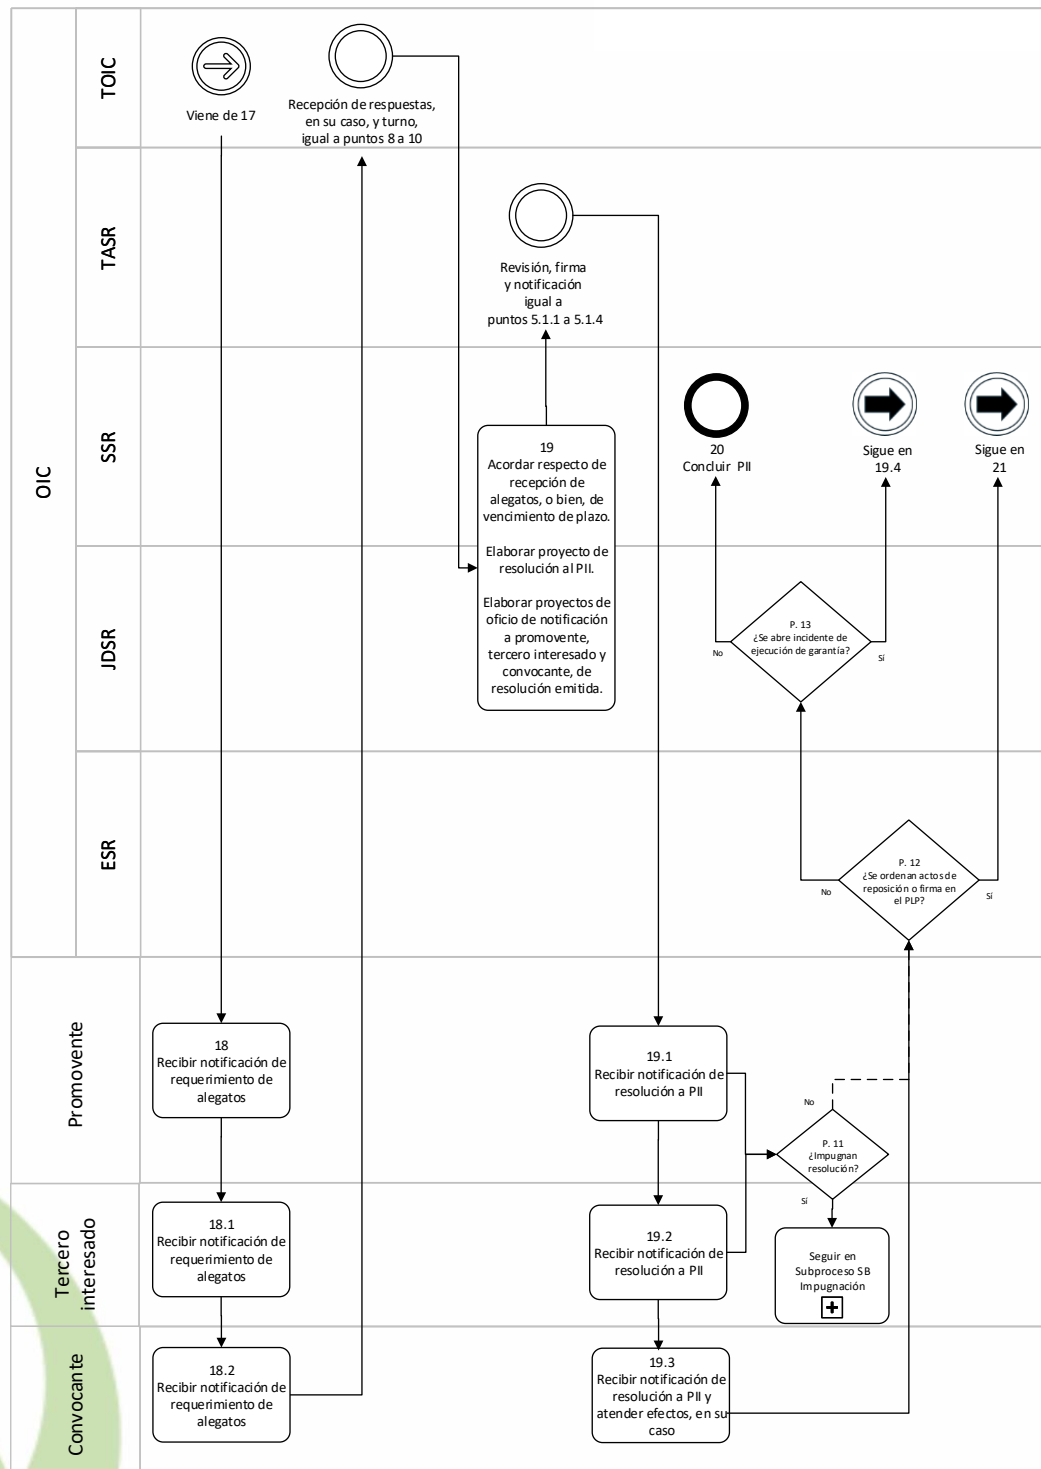 OIC
TOIC
Viene de 17
Recepción de respuestas,
en su caso, y turno,
igual a puntos 8 a 10
TASR
Revisión, firma
y notificación
igual a
puntos 5.1.1 a 5.1.4
SSR
19
Acordar respecto de
recepción de
alegatos, o bien, de
vencimiento de plazo.
Elaborar proyecto de
resolución al PII.
Elaborar proyectos de
oficio de notificación
a promovente,
tercero interesado y
convocante, de
resolución emitida.
20
Concluir PII
Sigue en
19.4
Sigue en
21
JDSR
P. 13
¿Se abre incidente de
ejecución de garantía?
No
Sí
ESR
P. 12
¿Se ordenan actos de
reposición o firma en
el PLP?
No
Sí
Promovente
18
Recibir notificación de
requerimiento de
alegatos
19.1
Recibir notificación de
resolución a PII
No
P. 11
¿Impugnan
resolución?
Sí
Tercero
interesado
18.1
Recibir notificación de
requerimiento de
alegatos
19.2
Recibir notificación de
resolución a PII
Seguir en
Subproceso SB
Impugnación
Convocante
18.2
Recibir notificación de
requerimiento de
alegatos
19.3
Recibir notificación de
resolución a PII y
atender efectos, en su
caso